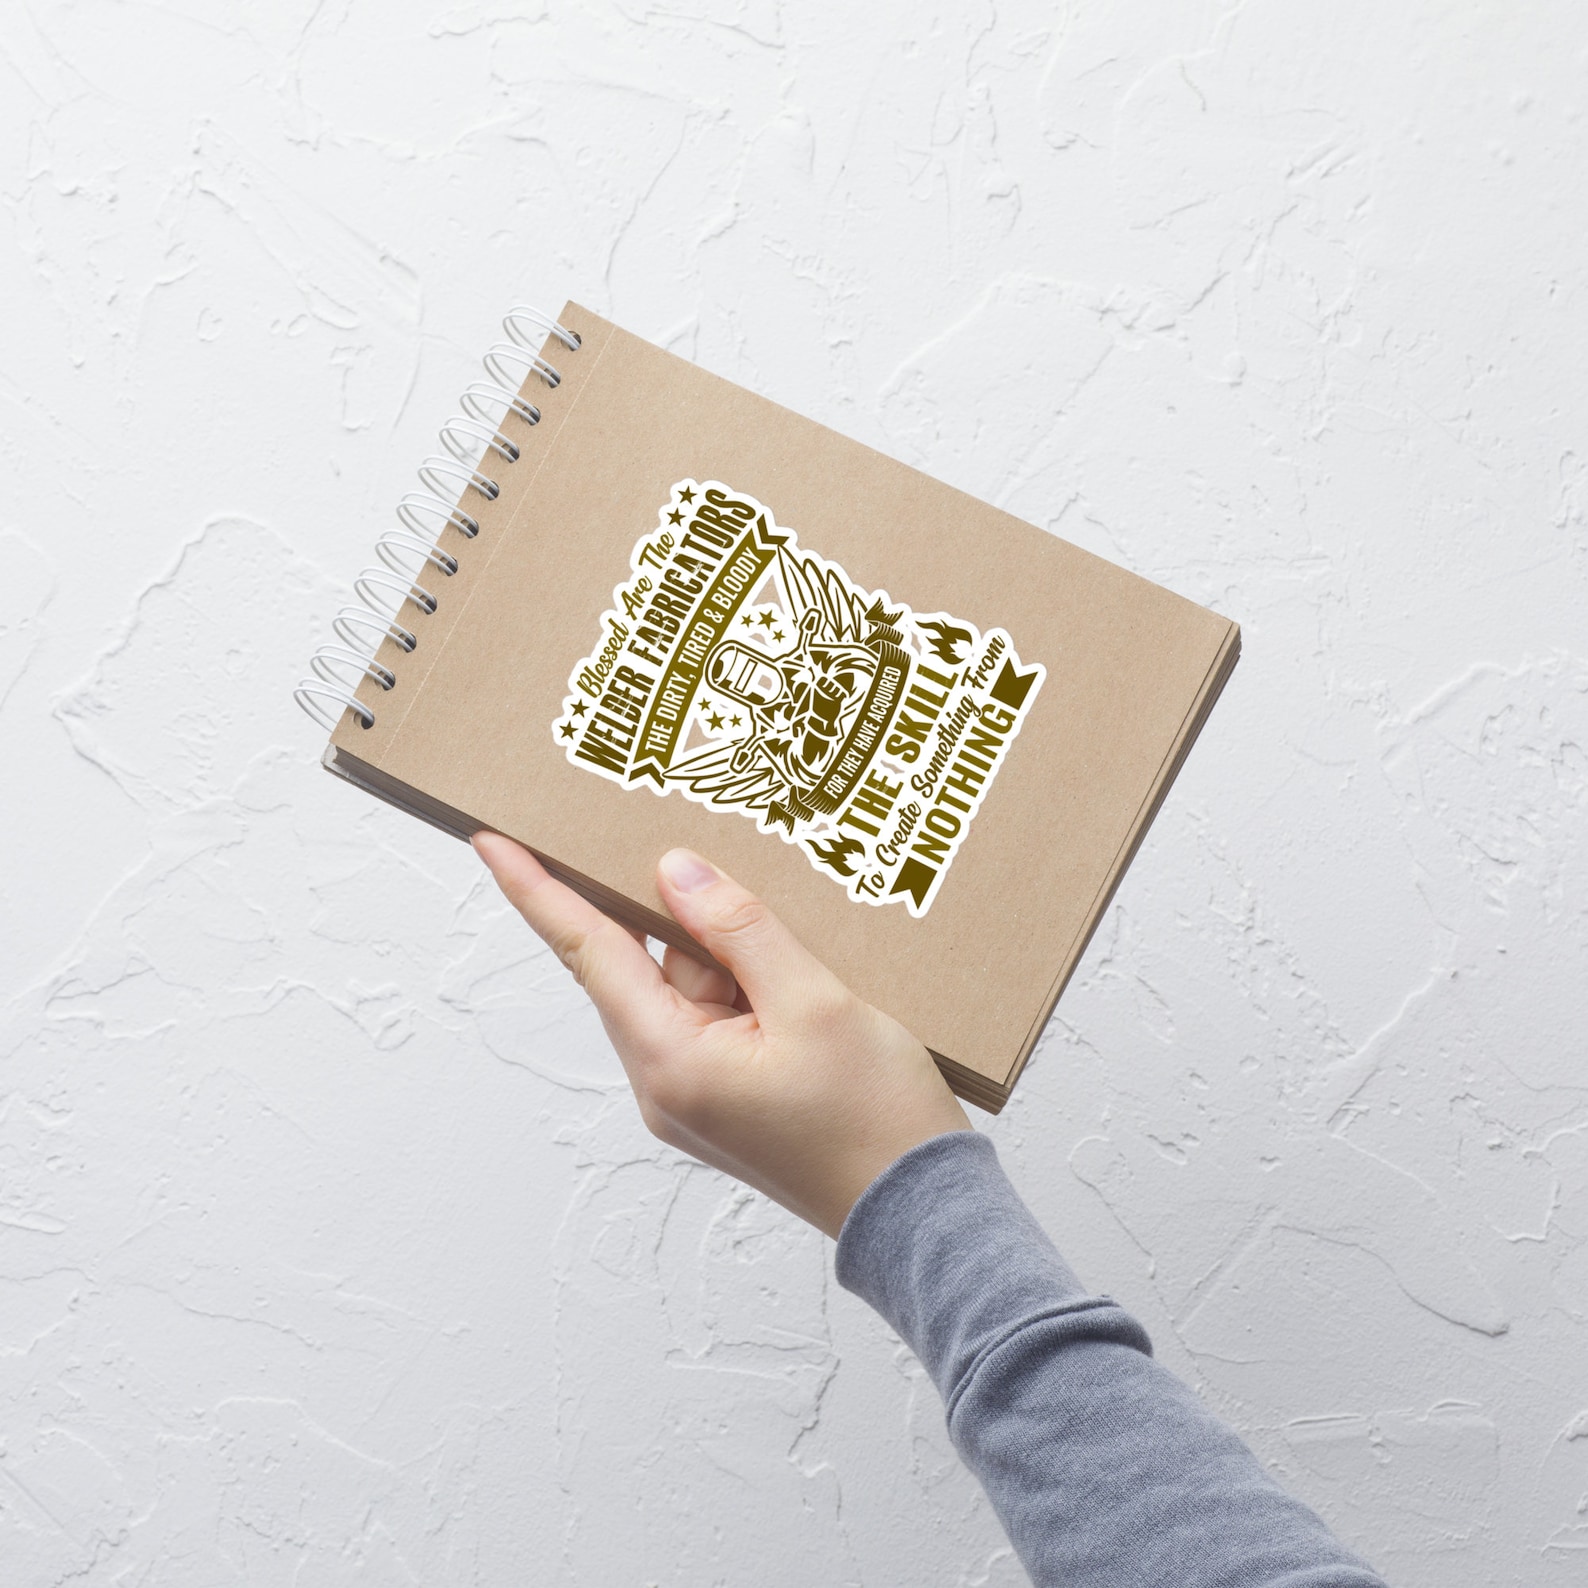 Blessed Are The
WELDER FABRICATORS
THE DIRTY, TIRED & BLOODY
FOR THEY HAVE ACQUIRED
THE SKILL
To Create Something From
NOTHING